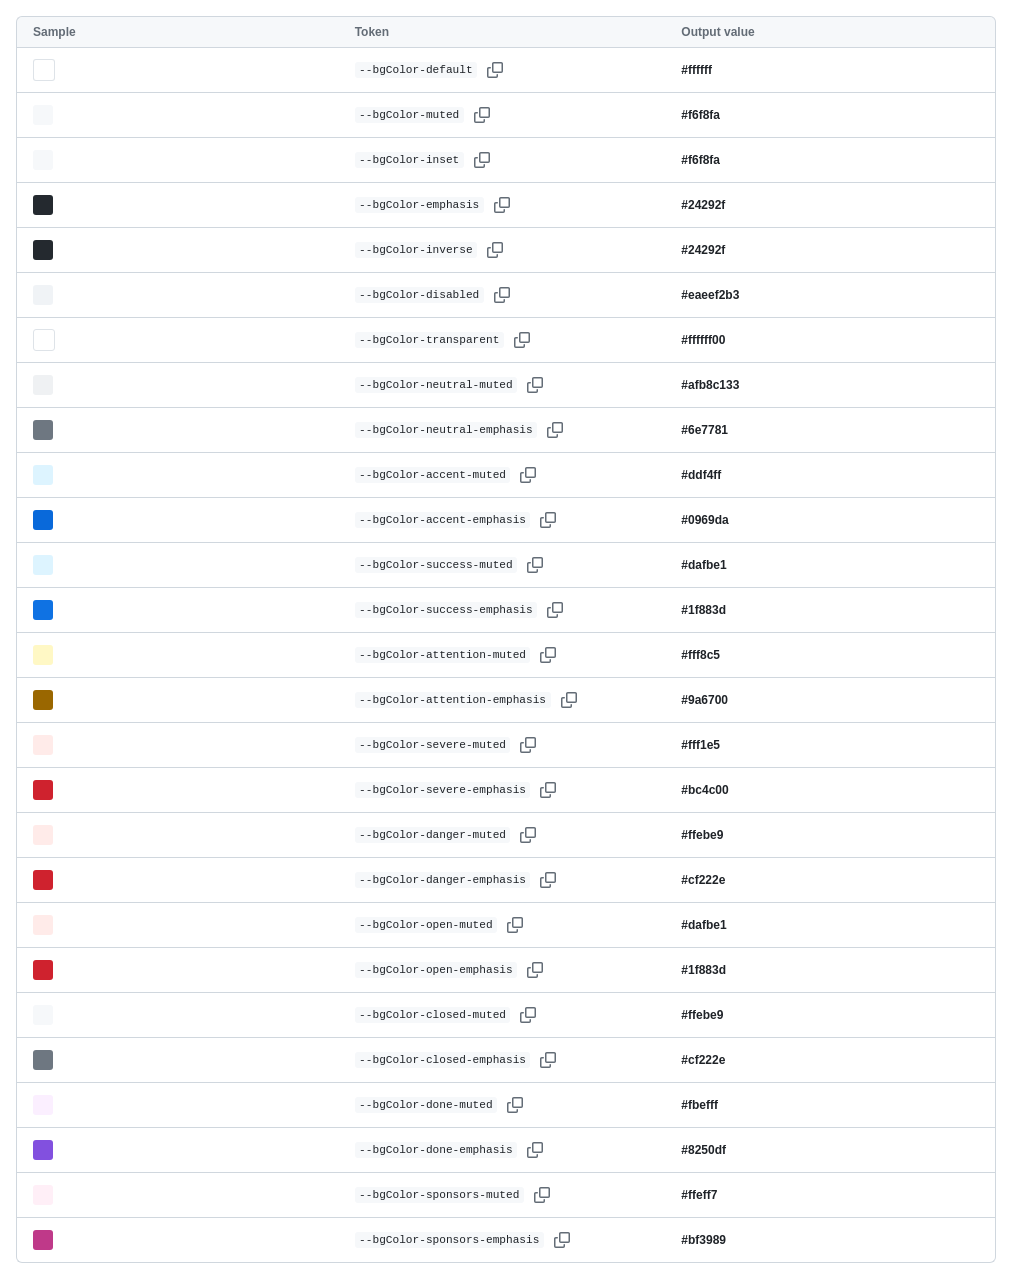 Sample Token Output value
--bgColor-default #ffffff
--bgColor-muted #f6f8fa
--bgColor-inset #f6f8fa
--bgColor-emphasis #24292f
--bgColor-inverse #24292f
--bgColor-disabled #eaeef2b3
--bgColor-transparent #ffffff00
--bgColor-neutral-muted #afb8c133
--bgColor-neutral-emphasis #6e7781
--bgColor-accent-muted #ddf4ff
--bgColor-accent-emphasis #0969da
--bgColor-success-muted #dafbe1
--bgColor-success-emphasis #1f883d
--bgColor-attention-muted #fff8c5
--bgColor-attention-emphasis #9a6700
--bgColor-severe-muted #fff1e5
--bgColor-severe-emphasis #bc4c00
--bgColor-danger-muted #ffebe9
--bgColor-danger-emphasis #cf222e
--bgColor-open-muted #dafbe1
--bgColor-open-emphasis #1f883d
--bgColor-closed-muted #ffebe9
--bgColor-closed-emphasis #cf222e
--bgColor-done-muted #fbefff
--bgColor-done-emphasis #8250df
--bgColor-sponsors-muted #ffeff7
--bgColor-sponsors-emphasis #bf3989